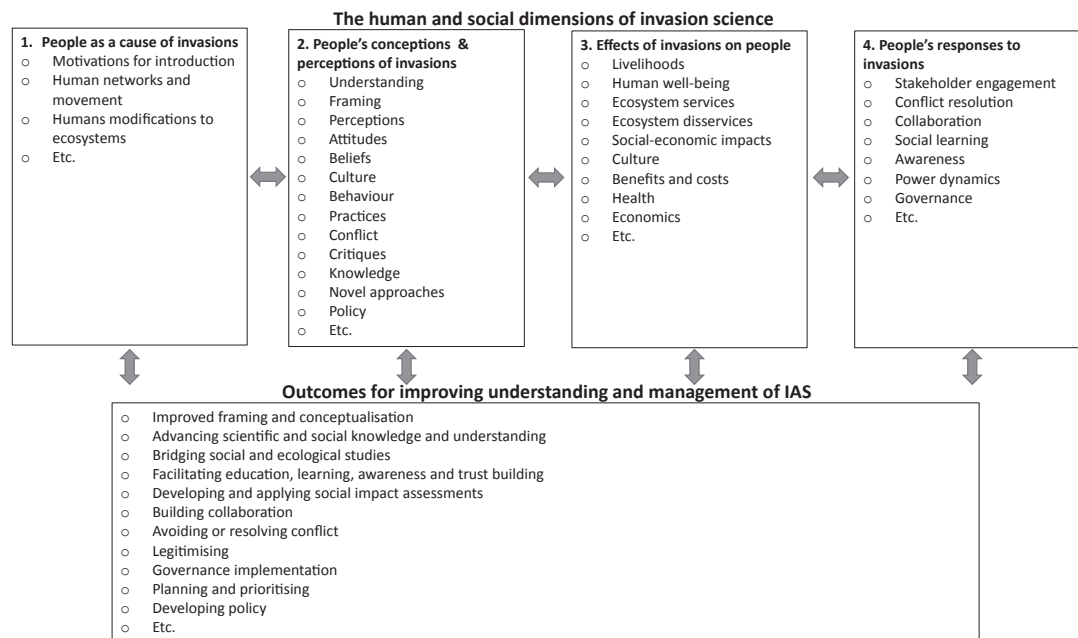 The human and social dimensions of invasion science
1. People as a cause of invasions
○ Motivations for introduction
○ Human networks and
movement
○ Humans modifications to
ecosystems
○ Etc.
2. People's conceptions &
perceptions of invasions
○ Understanding
○ Framing
○ Perceptions
○ Attitudes
○ Beliefs
○ Culture
○ Behaviour
○ Practices
○ Conflict
○ Critiques
○ Knowledge
○ Novel approaches
○ Policy
○ Etc.
3. Effects of invasions on people
○ Livelihoods
○ Human well-being
○ Ecosystem services
○ Ecosystem disservices
○ Social-economic impacts
○ Culture
○ Benefits and costs
○ Health
○ Economics
○ Etc.
4. People's responses to
invasions
○ Stakeholder engagement
○ Conflict resolution
○ Collaboration
○ Social learning
○ Awareness
○ Power dynamics
○ Governance
○ Etc.
Outcomes for improving understanding and management of IAS
○ Improved framing and conceptualisation
○ Advancing scientific and social knowledge and understanding
○ Bridging social and ecological studies
○ Facilitating education, learning, awareness and trust building
○ Developing and applying social impact assessments
○ Building collaboration
○ Avoiding or resolving conflict
○ Legitimising
○ Governance implementation
○ Planning and prioritising
○ Developing policy
○ Etc.